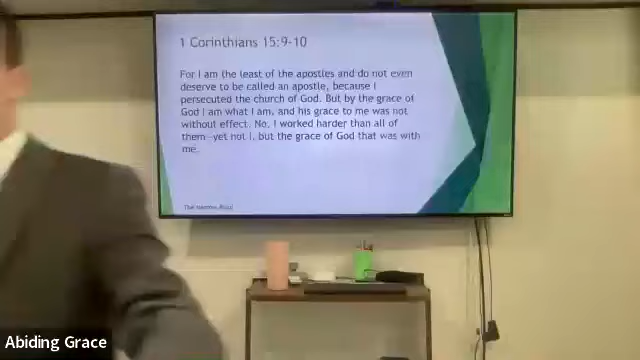 1 Corinthians 15:9-10
For I am the least of the apostles and do not even
deserve to be called an apostle, because I
persecuted the church of God. But by the grace of
God I am what I am, and his grace to me was not
without effect. No, I worked harder than all of
them—yet not I, but the grace of God that was with
me.
Abiding Grace